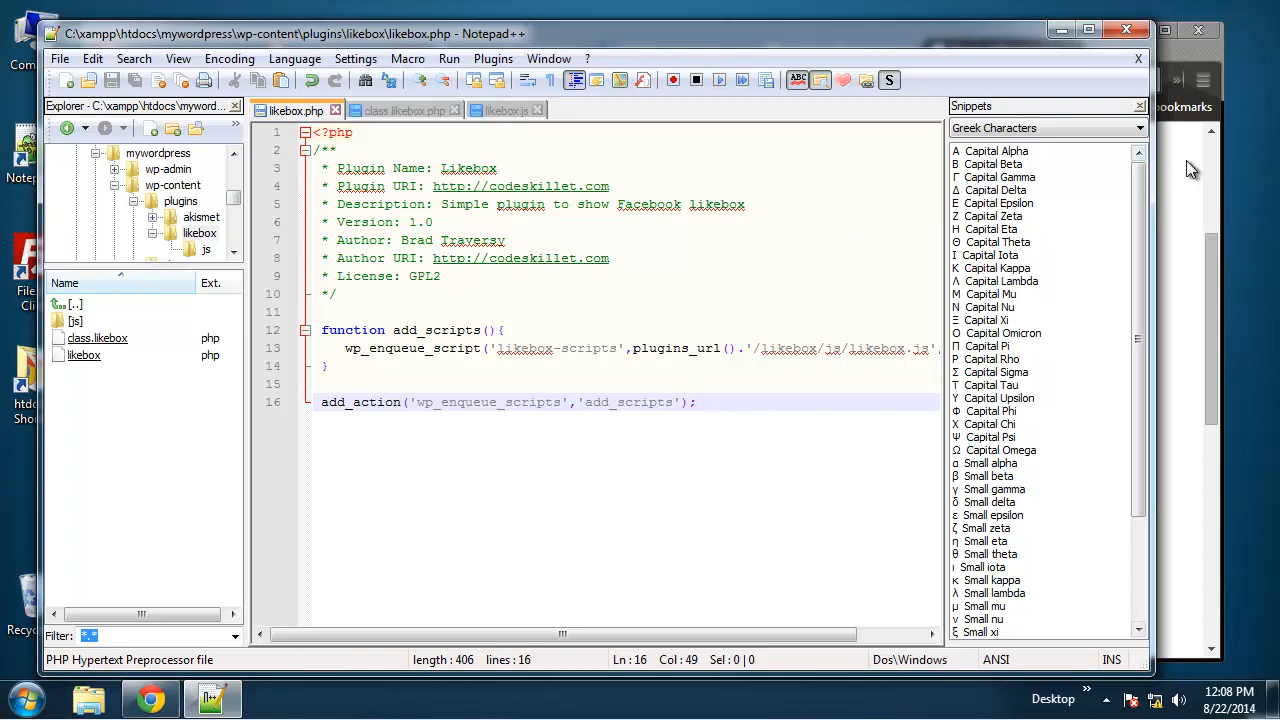 C:\xampp\htdocs\mywordpress\wp-content\plugins\likebox\likebox.php - Notepad++
File Edit Search View Encoding Language Settings Macro Run Plugins Window ? X
Explorer - C:\xampp\htdocs\myword...
likebox.php class.likebox.php likebox.js
Snippets
bookmarks
Greek Characters
mywordpress
wp-admin
wp-content
plugins
akismet
likebox
js
Name Ext.
[..]
[js]
class.likebox php
likebox php
Filter: *.*
1 <?php
2 /**
3 * Plugin Name: Likebox
4 * Plugin URI: http://codeskillet.com
5 * Description: Simple plugin to show Facebook likebox
6 * Version: 1.0
7 * Author: Brad Traversy
8 * Author URI: http://codeskillet.com
9 * License: GPL2
10 */
11
12 function add_scripts(){
13 wp_enqueue_script('likebox-scripts',plugins_url().'/likebox/js/likebox.js',
14 }
15
16 add_action('wp_enqueue_scripts','add_scripts');
Α Capital Alpha
Β Capital Beta
Γ Capital Gamma
Δ Capital Delta
Ε Capital Epsilon
Ζ Capital Zeta
Η Capital Eta
Θ Capital Theta
Ι Capital Iota
Κ Capital Kappa
Λ Capital Lambda
Μ Capital Mu
Ν Capital Nu
Ξ Capital Xi
Ο Capital Omicron
Π Capital Pi
Ρ Capital Rho
Σ Capital Sigma
Τ Capital Tau
Υ Capital Upsilon
Φ Capital Phi
Χ Capital Chi
Ψ Capital Psi
Ω Capital Omega
α Small alpha
β Small beta
γ Small gamma
δ Small delta
ε Small epsilon
ζ Small zeta
η Small eta
θ Small theta
ι Small iota
κ Small kappa
λ Small lambda
μ Small mu
ν Small nu
ξ Small xi
PHP Hypertext Preprocessor file length : 406 lines : 16 Ln : 16 Col : 49 Sel : 0 | 0 Dos\Windows ANSI INS
Desktop
12:08 PM
8/22/2014